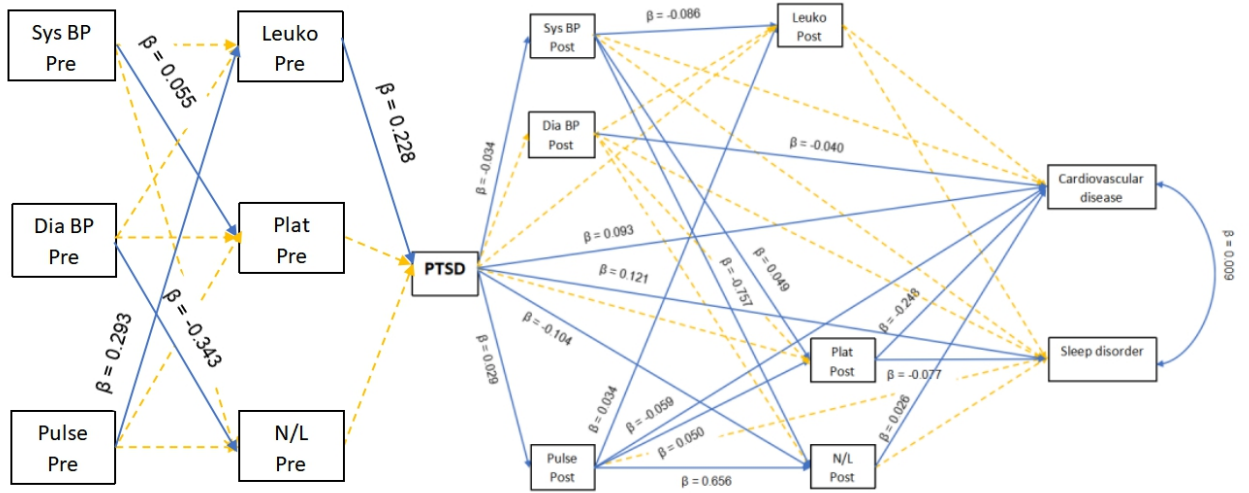 Sys BP
Pre
Leuko
Pre
β = 0.055
β = 0.228
Dia BP
Pre
Plat
Pre
β = 0.293
β = -0.343
Pulse
Pre
N/L
Pre
PTSD
Sys BP
Post
β = -0.086
Leuko
Post
Dia BP
Post
β = -0.034
β = -0.040
Cardiovascular
disease
β = 0.093
β = 0.121
β = 0.049
β = -0.757
β = 0.009
β = -0.104
β = -0.248
β = 0.029
Plat
Post
Sleep disorder
β = -0.077
β = 0.034
β = -0.059
β = 0.050
β = 0.026
Pulse
Post
β = 0.656
N/L
Post